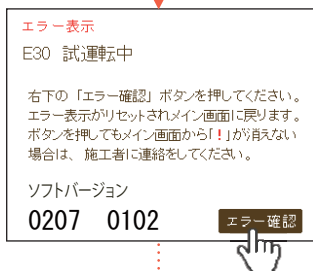 エラー表示
E30 試運転中
右下の「エラー確認」ボタンを押してください。
エラー表示がリセットされメイン画面に戻ります。
ボタンを押してもメイン画面から「！」が消えない
場合は、施工者に連絡をしてください。
ソフトバージョン
0207 0102
エラー確認